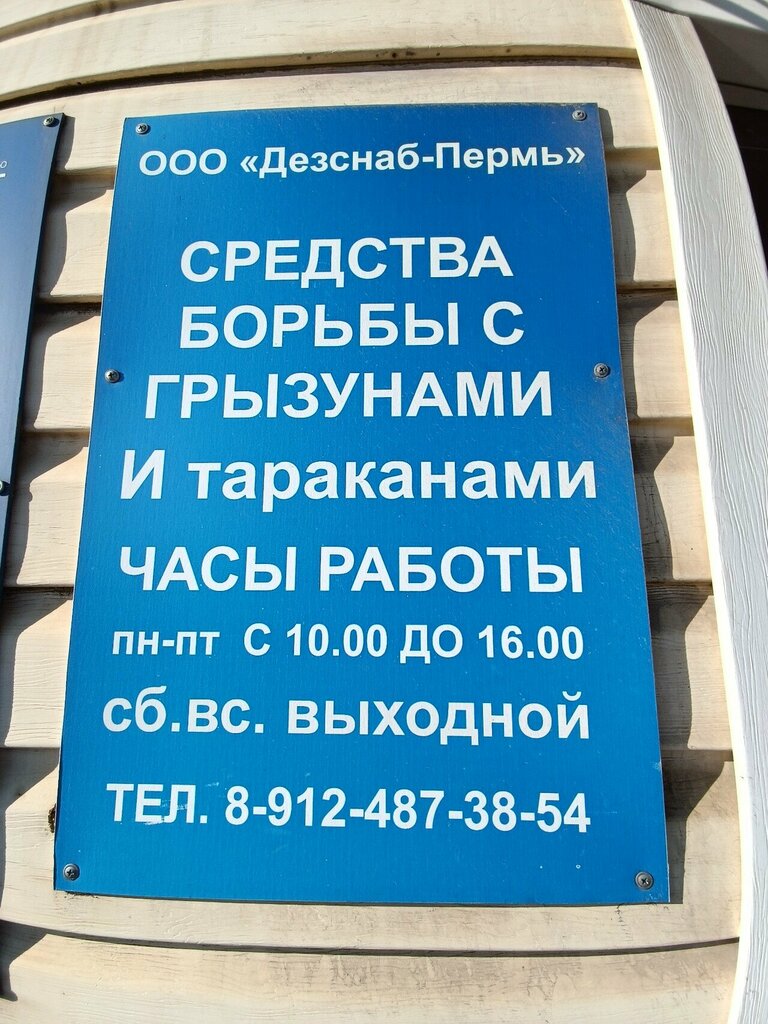 ООО «Дезснаб-Пермь»
СРЕДСТВА
БОРЬБЫ С
ГРЫЗУНАМИ
И тараканами
ЧАСЫ РАБОТЫ
пн-пт С 10.00 ДО 16.00
сб.вс. выходной
ТЕЛ. 8-912-487-38-54